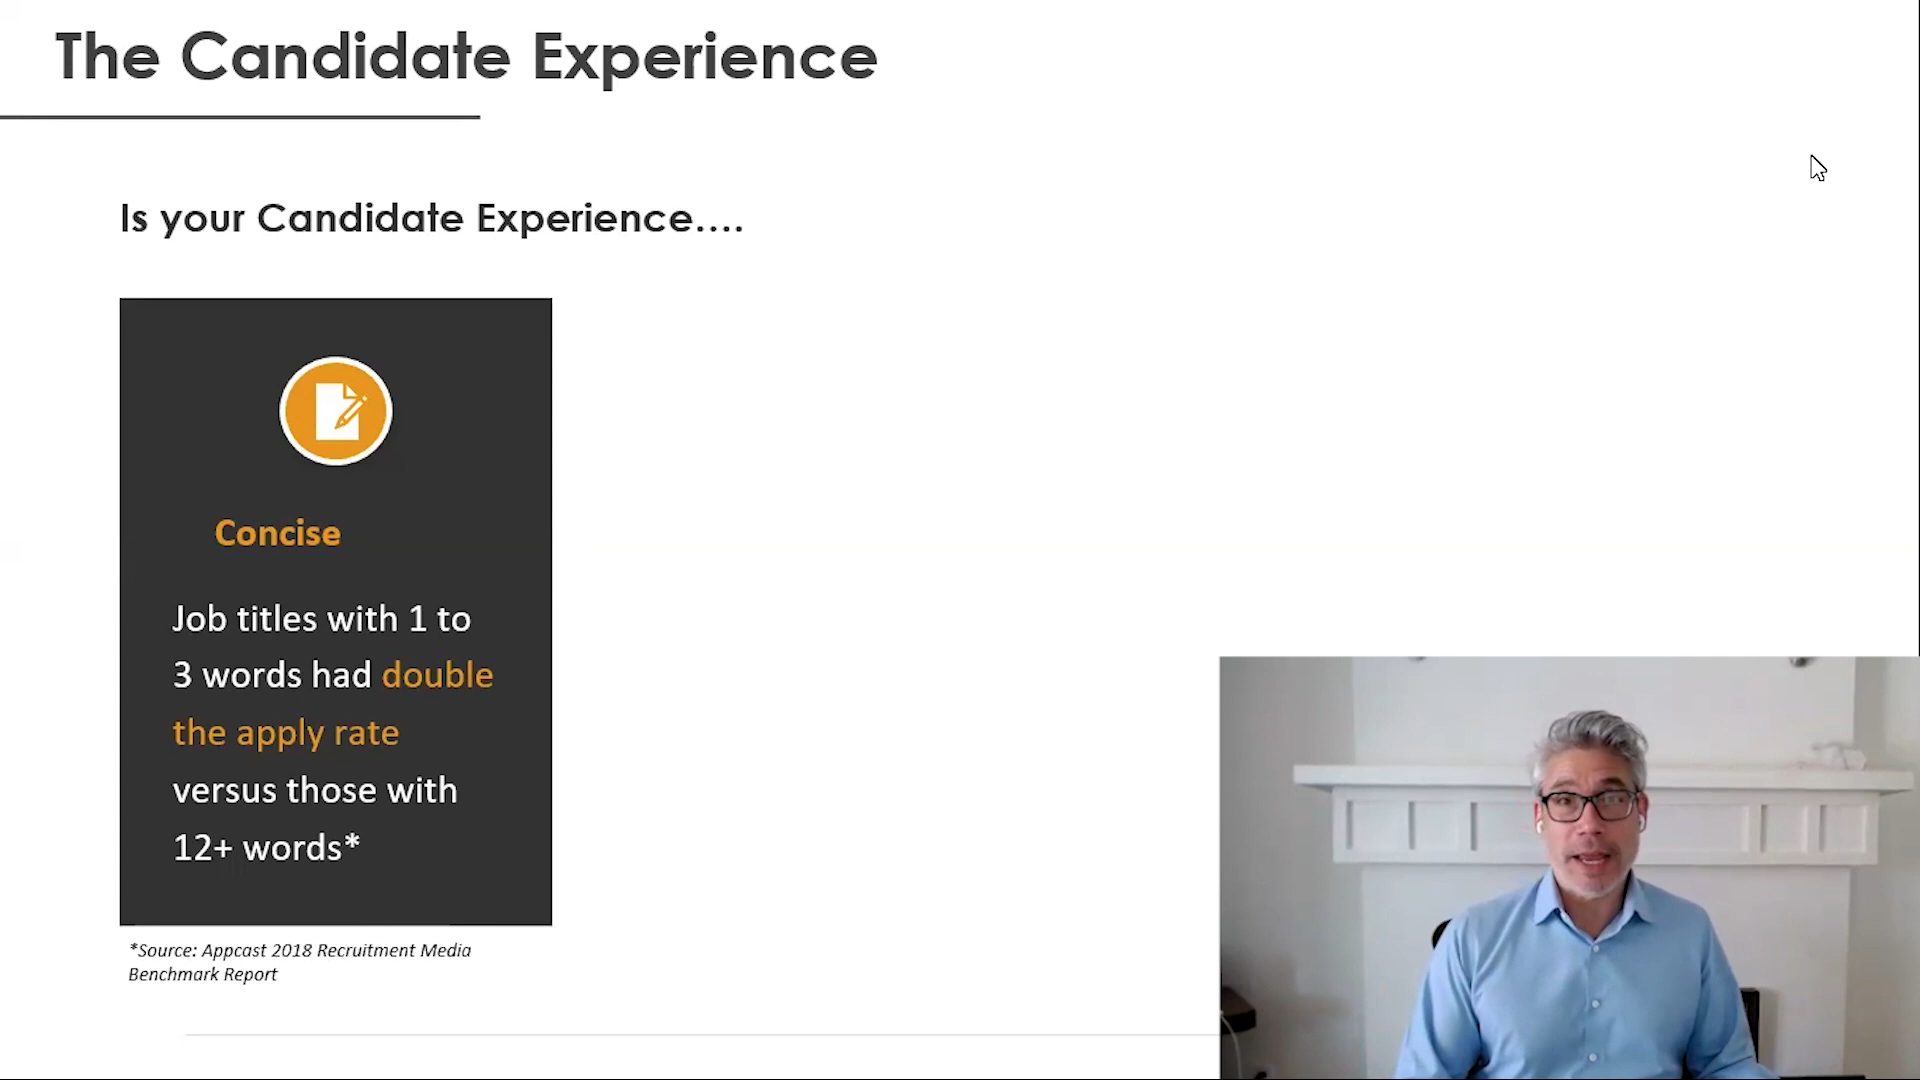 The Candidate Experience
Is your Candidate Experience....
Concise
Job titles with 1 to
3 words had double
the apply rate
versus those with
12+ words*
*Source: Appcast 2018 Recruitment Media
Benchmark Report